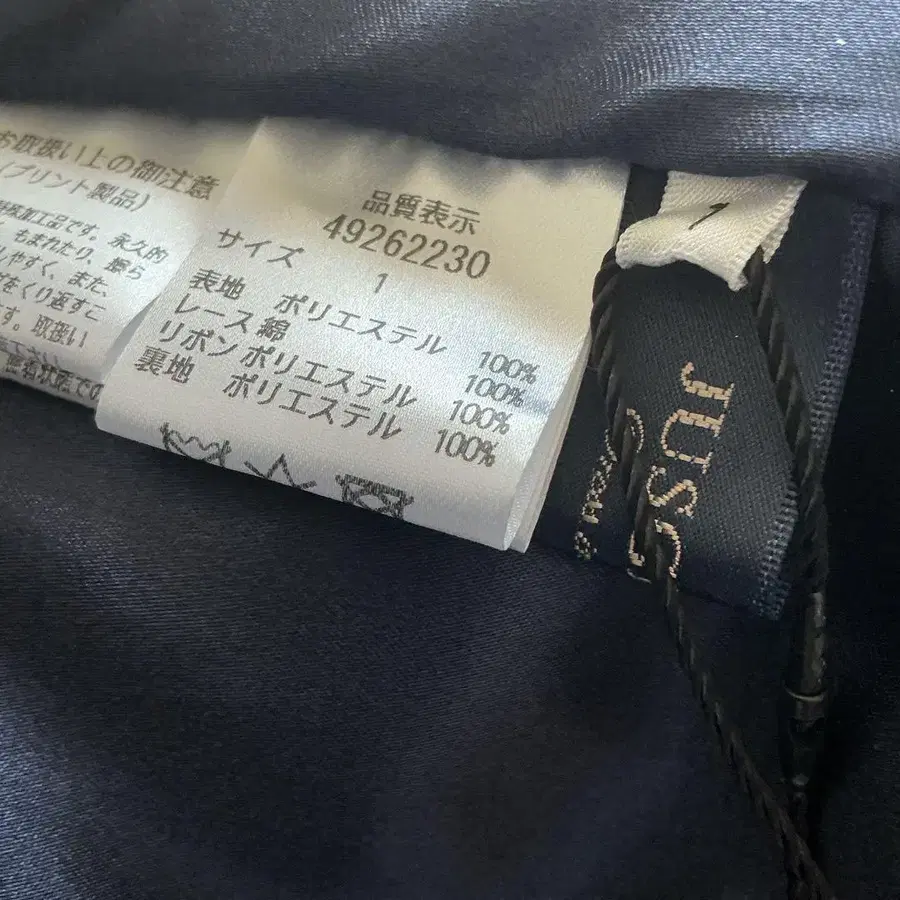 お取扱い上の御注意
(プリント製品)
加工品です。永久的
もまれたり、擦ら
しやすく、また、
をくり返すこ
す。取扱い
品質表示
49262230
サイズ 1
表地 ポリエステル 100%
レース 綿 100%
リボン ポリエステル 100%
裏地 ポリエステル 100%
1
JUS